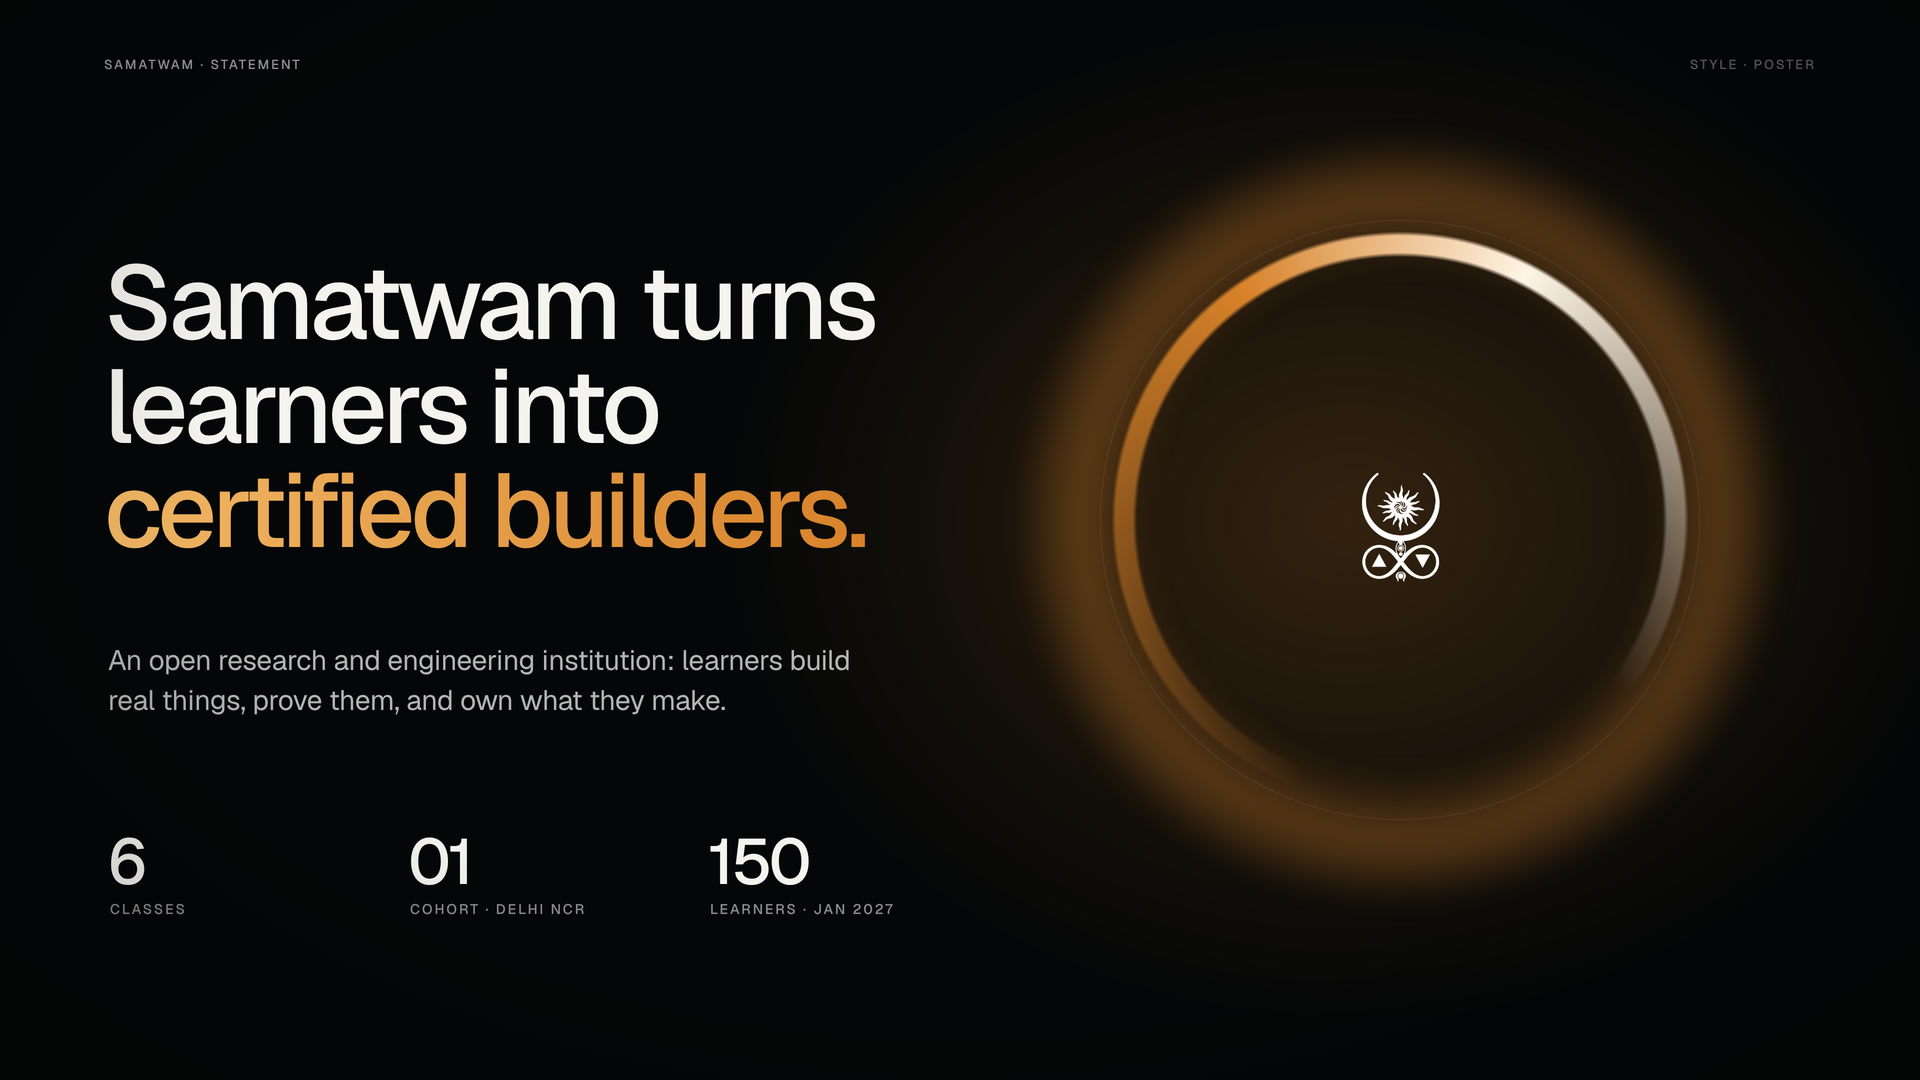 SAMATWAM · STATEMENT
STYLE · POSTER
Samatwam turns
learners into
certified builders.
An open research and engineering institution: learners build
real things, prove them, and own what they make.
6
CLASSES
01
COHORT · DELHI NCR
150
LEARNERS · JAN 2027